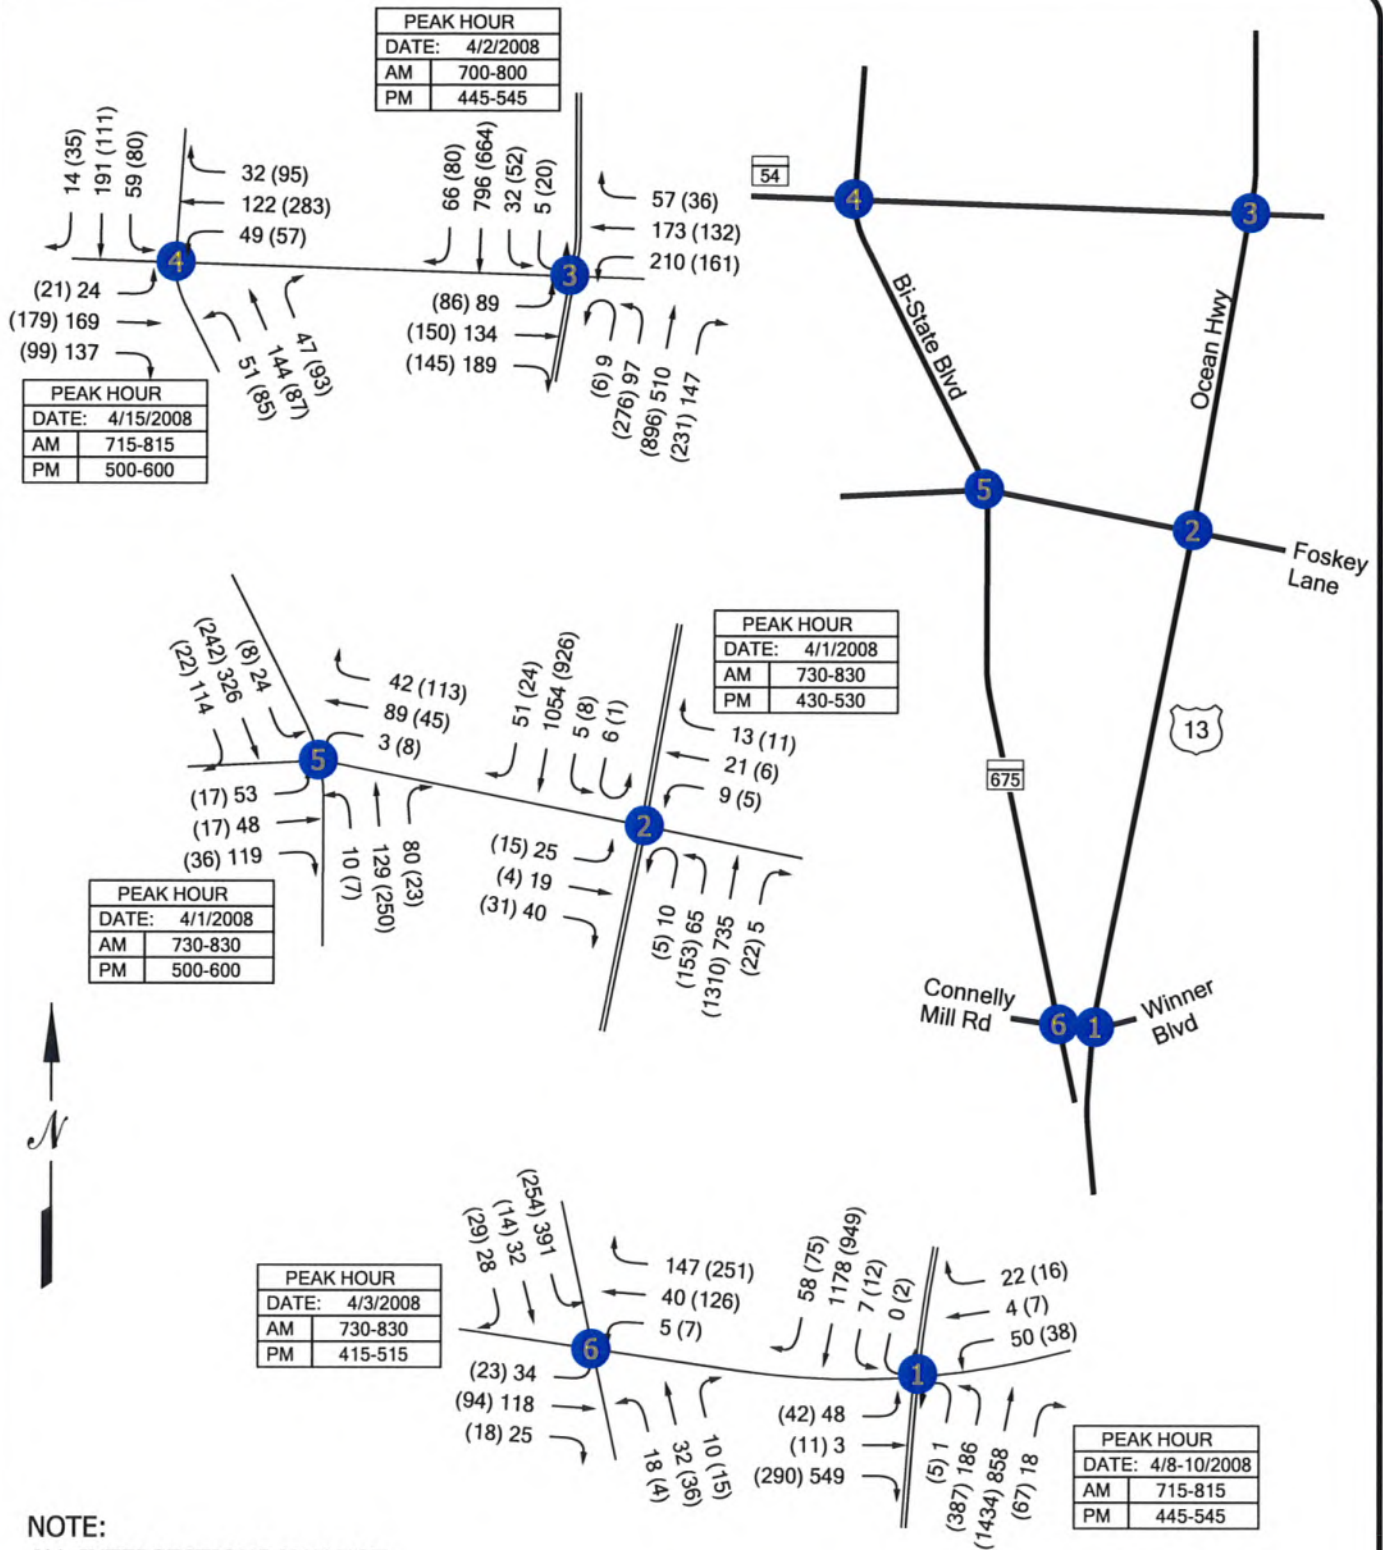 PEAK HOUR
DATE: 4/2/2008
AM 700-800
PM 445-545
14 (35)
191 (111)
59 (80)
32 (95)
122 (283)
49 (57)
4
(21) 24
(179) 169
(99) 137
51 (85)
144 (87)
47 (93)
PEAK HOUR
DATE: 4/15/2008
AM 715-815
PM 500-600
66 (80)
796 (664)
32 (52)
5 (20)
57 (36)
173 (132)
210 (161)
3
(86) 89
(150) 134
(145) 189
(6) 9
(276) 97
(896) 510
(231) 147
54
4
3
Bi-State Blvd
Ocean Hwy
5
2
Foskey
Lane
13
675
Connelly
Mill Rd
6
1
Winner
Blvd
(22) 114
(242) 326
(8) 24
42 (113)
89 (45)
3 (8)
5
(17) 53
(17) 48
(36) 119
10 (7)
129 (250)
80 (23)
PEAK HOUR
DATE: 4/1/2008
AM 730-830
PM 500-600
51 (24)
1054 (926)
5 (8)
6 (1)
PEAK HOUR
DATE: 4/1/2008
AM 730-830
PM 430-530
13 (11)
21 (6)
9 (5)
2
(15) 25
(4) 19
(31) 40
(5) 10
(153) 65
(1310) 735
(22) 5
N
PEAK HOUR
DATE: 4/3/2008
AM 730-830
PM 415-515
(29) 28
(14) 32
(254) 391
147 (251)
40 (126)
5 (7)
6
(23) 34
(94) 118
(18) 25
18 (4)
32 (36)
10 (15)
58 (75)
1178 (949)
7 (12)
0 (2)
22 (16)
4 (7)
50 (38)
1
(42) 48
(11) 3
(290) 549
(5) 1
(387) 186
(1434) 858
(67) 18
PEAK HOUR
DATE: 4/8-10/2008
AM 715-815
PM 445-545
NOTE: